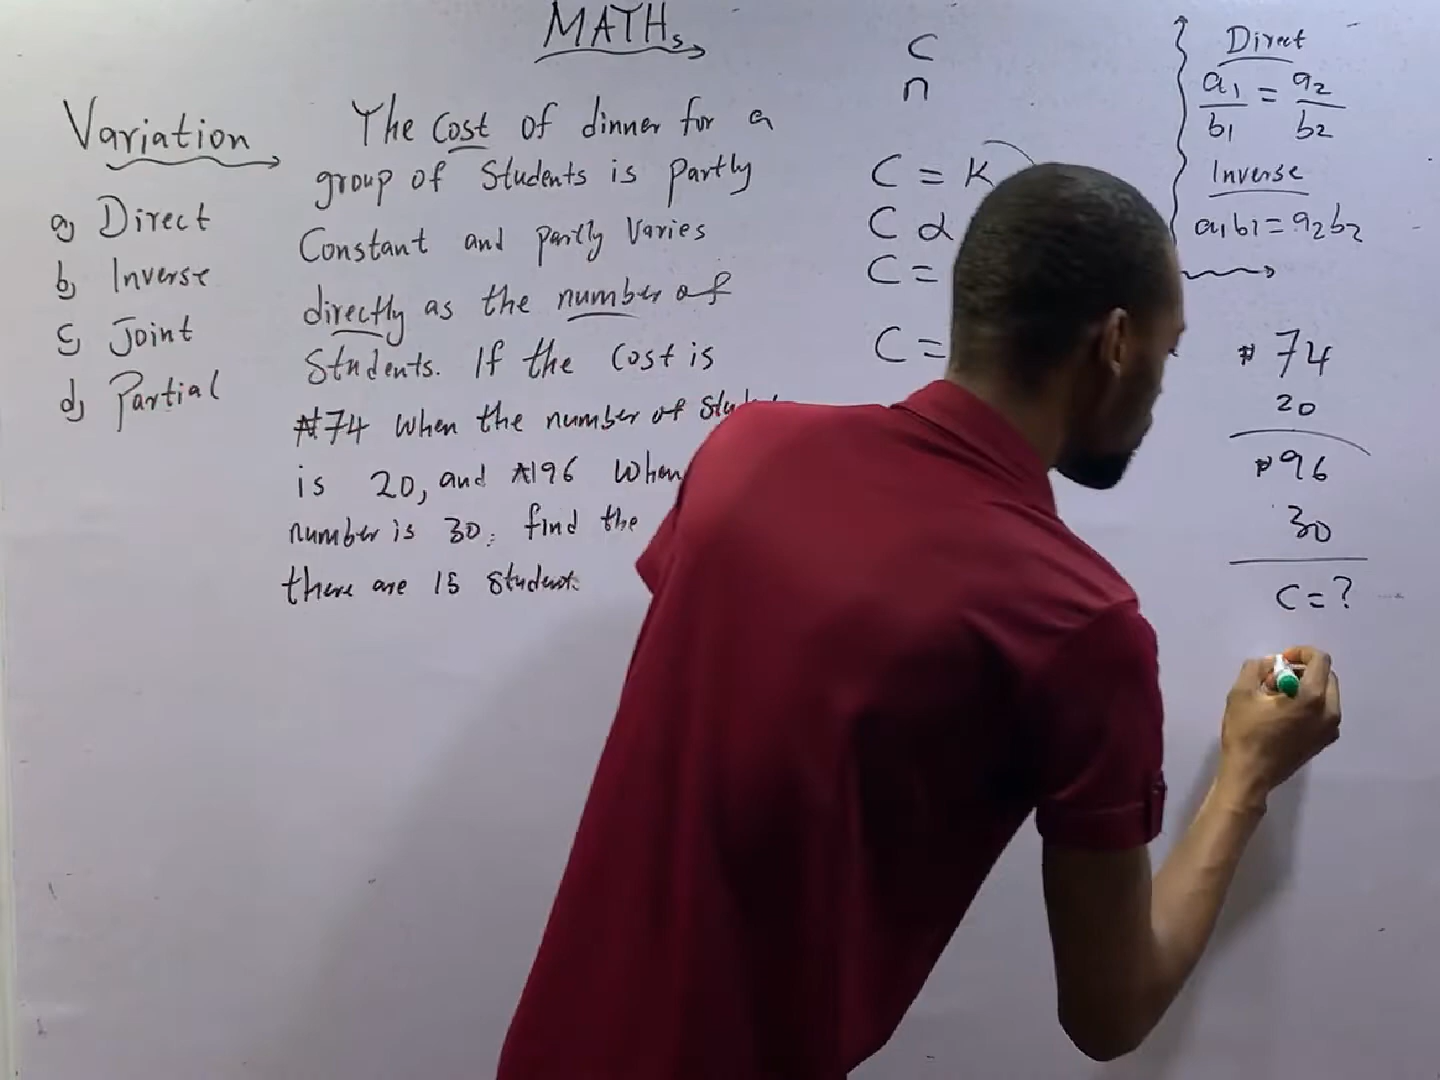 MATHs
Variation
a) Direct
b) Inverse
c) Joint
d) Partial
The Cost of dinner for a
group of Students is partly
Constant and partly Varies
directly as the number of
Students. If the Cost is
₦74 when the number of
is 20, and ₦196 when
number is 30. find the
there are 15 student.
C
n
C = K
C α
C =
C =
Direct
a1/b1 = a2/b2
Inverse
a1b1 = a2b2
₦74
20
₦96
30
C = ?